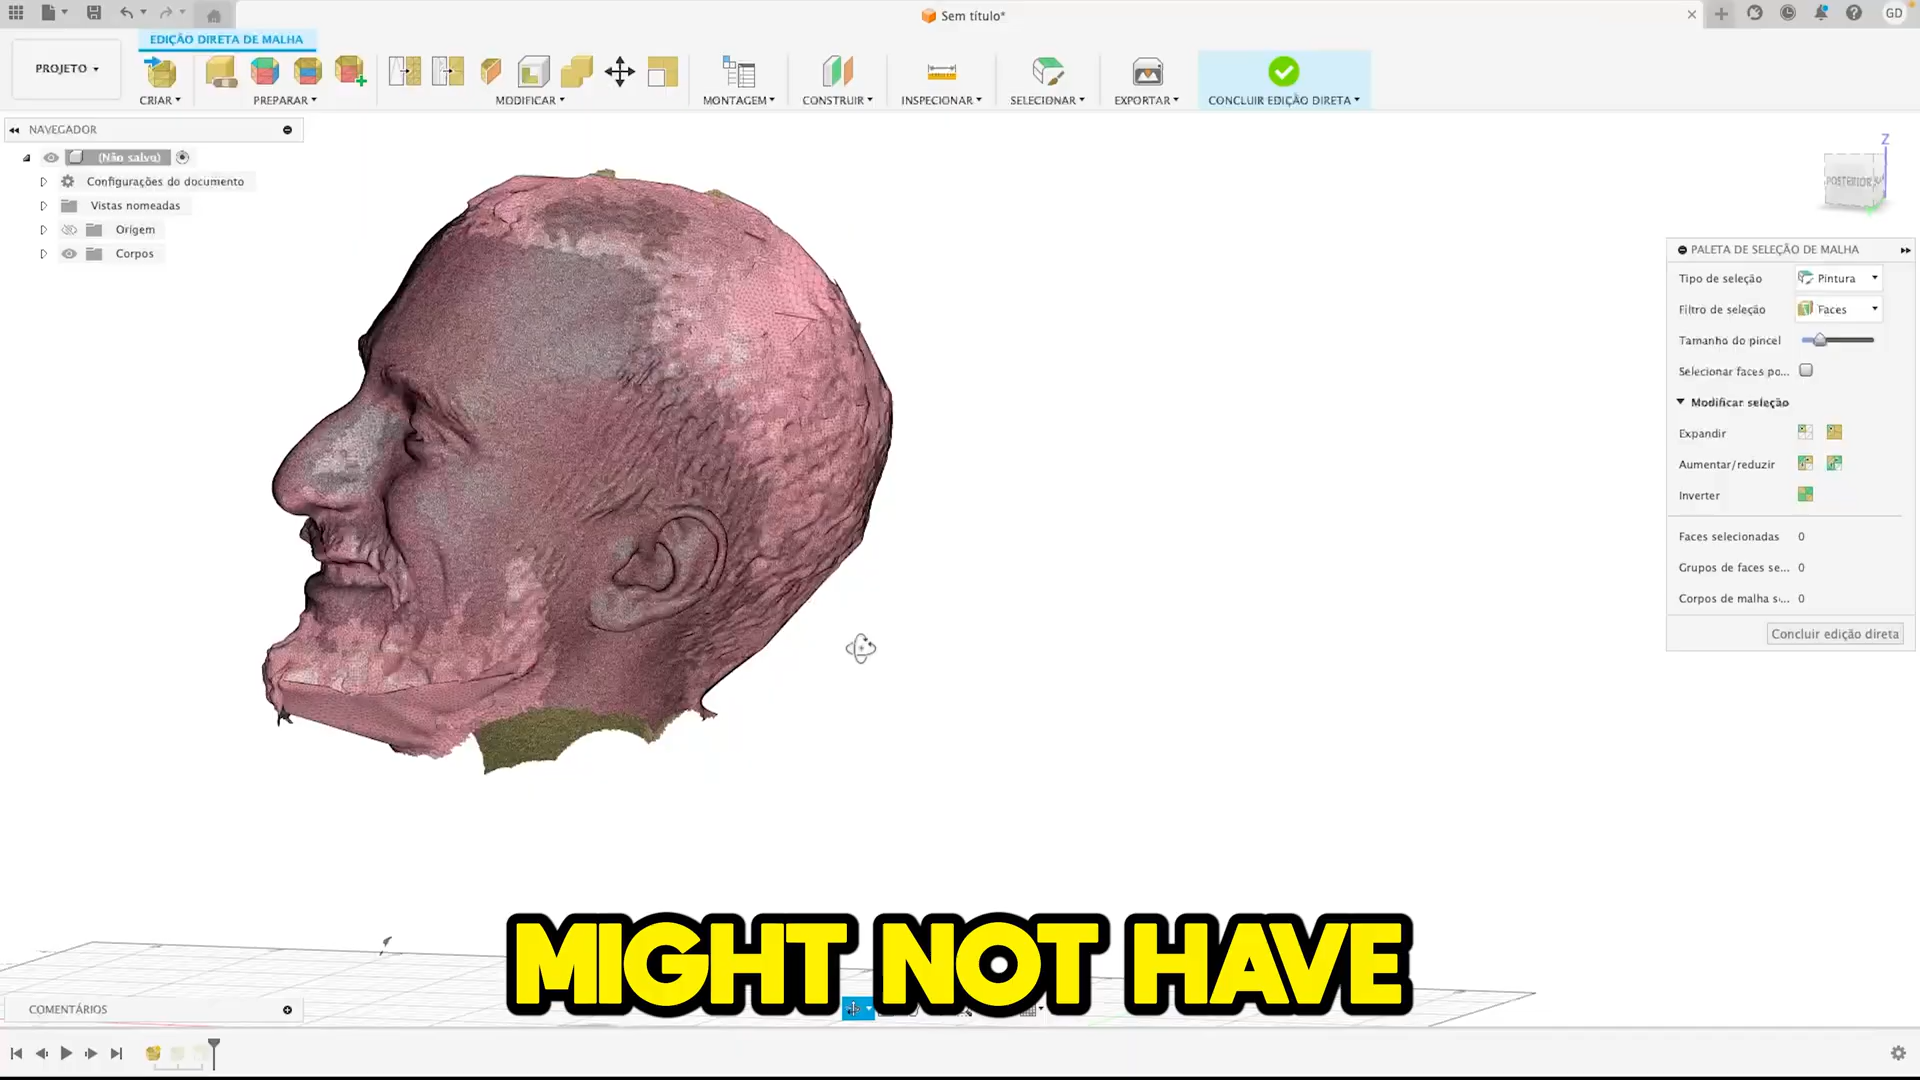 Sem título*
GD
EDIÇÃO DIRETA DE MALHA
PROJETO
CRIAR
PREPARAR
MODIFICAR
MONTAGEM
CONSTRUIR
INSPECIONAR
SELECIONAR
EXPORTAR
CONCLUIR EDIÇÃO DIRETA
NAVEGADOR
(Não salvo)
Configurações do documento
Vistas nomeadas
Origem
Corpos
Z
POSTERIOR
PALETA DE SELEÇÃO DE MALHA
Tipo de seleção Pintura
Filtro de seleção Faces
Tamanho do pincel
Selecionar faces po...
Modificar seleção
Expandir
Aumentar/reduzir
Inverter
Faces selecionadas 0
Grupos de faces se... 0
Corpos de malha s... 0
Concluir edição direta
MIGHT NOT HAVE
COMENTÁRIOS